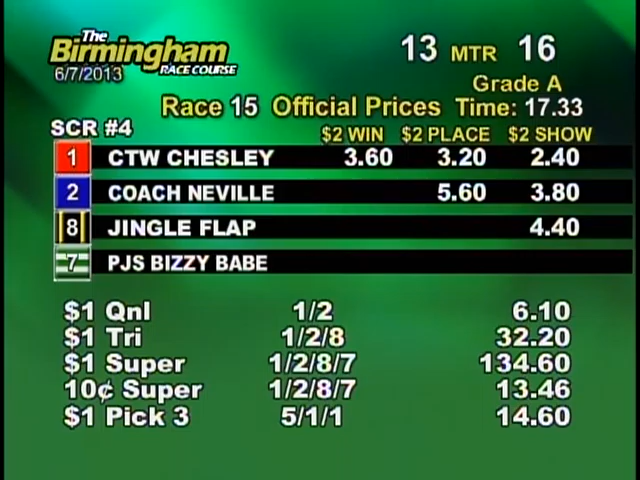 The
Birmingham
RACE COURSE
6/7/2013
13 MTR 16
Grade A
Race 15 Official Prices Time: 17.33
SCR #4
$2 WIN $2 PLACE $2 SHOW
1 CTW CHESLEY 3.60 3.20 2.40
2 COACH NEVILLE 5.60 3.80
8 JINGLE FLAP 4.40
7 PJS BIZZY BABE
$1 Qnl 1/2 6.10
$1 Tri 1/2/8 32.20
$1 Super 1/2/8/7 134.60
10¢ Super 1/2/8/7 13.46
$1 Pick 3 5/1/1 14.60